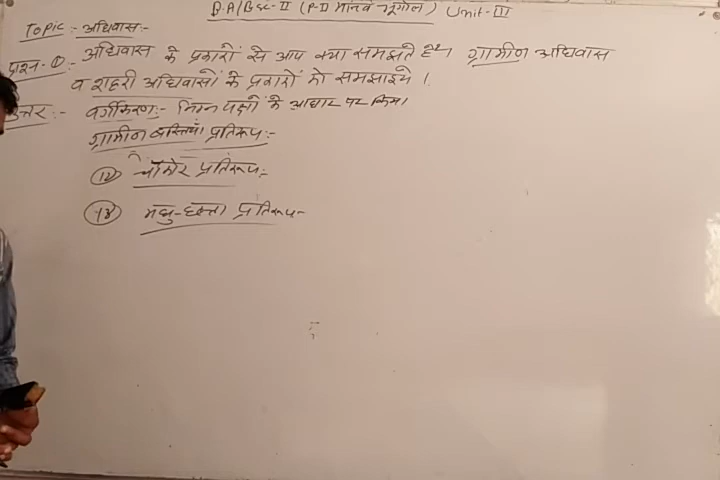 B.A/BSc-II (P-II मानव भूगोल) Unit-III
Topic:- अधिवास:-
प्रश्न-①:- अधिवास के प्रकारों से आप क्या समझते हैं। ग्रामीण अधिवास
व शहरी अधिवासों के प्रकारों को समझाइये।
उत्तर:- वर्गीकरण:- निम्न पक्षों के आधार पर किया।
ग्रामीण बस्तियां प्रतिरूप:-
⑫ प्रतिरूप:-
⑬ मधु-छत्ता प्रतिरूप-